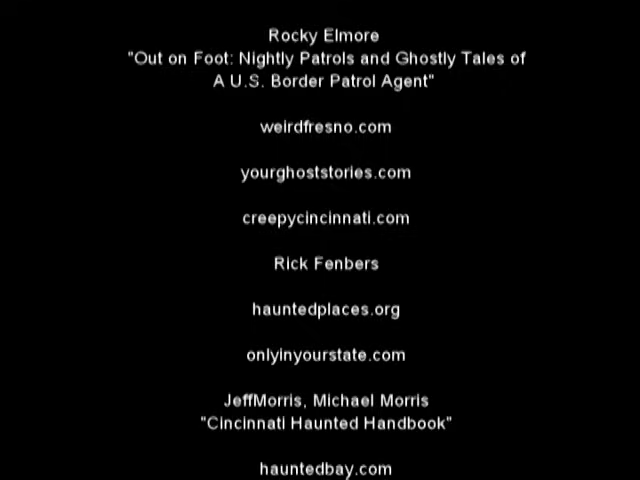 Rocky Elmore
"Out on Foot: Nightly Patrols and Ghostly Tales of
A U.S. Border Patrol Agent"
weirdfresno.com
yourghoststories.com
creepycincinnati.com
Rick Fenbers
hauntedplaces.org
onlyinyourstate.com
JeffMorris, Michael Morris
"Cincinnati Haunted Handbook"
hauntedbay.com